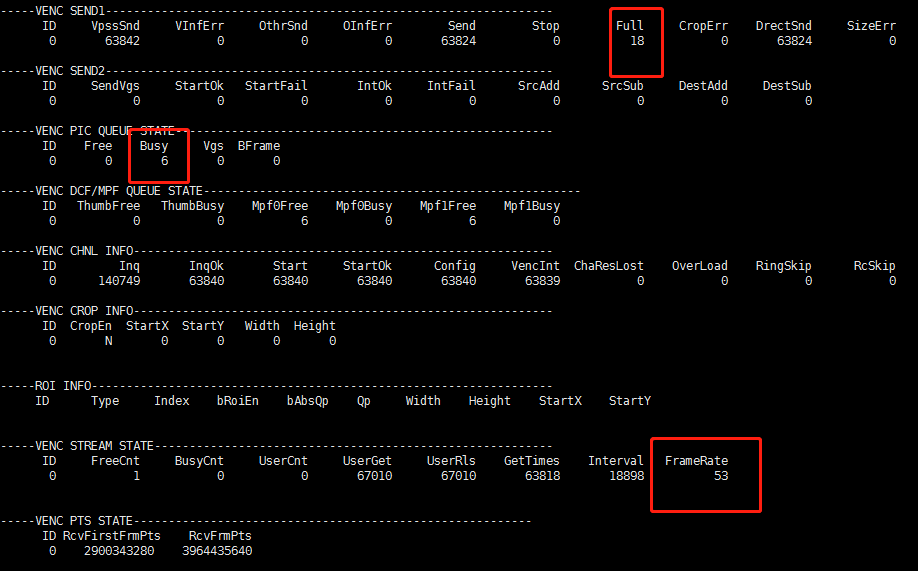 -----VENC SEND1------------------------------------------------------------
ID VpssSnd VInfErr OthrSnd OInfErr Send Stop Full CropErr DrectSnd SizeErr
0 63842 0 0 0 63824 0 18 0 63824 0
-----VENC SEND2------------------------------------------------------------
ID SendVgs StartOk StartFail IntOk IntFail SrcAdd SrcSub DestAdd DestSub
0 0 0 0 0 0 0 0 0 0
-----VENC PIC QUEUE STATE------------------------------------------------------
ID Free Busy Vgs BFrame
0 0 6 0 0
-----VENC DCF/MPF QUEUE STATE------------------------------------------------------
ID ThumbFree ThumbBusy Mpf0Free Mpf0Busy Mpf1Free Mpf1Busy
0 0 0 6 0 6 0
-----VENC CHNL INFO------------------------------------------------------------
ID Inq InqOk Start StartOk Config VencInt ChaResLost OverLoad RingSkip RcSkip
0 140749 63840 63840 63840 63840 63839 0 0 0 0
-----VENC CROP INFO------------------------------------------------------------
ID CropEn StartX StartY Width Height
0 N 0 0 0 0
-----ROI INFO------------------------------------------------------------------
ID Type Index bRoiEn bAbsQp Qp Width Height StartX StartY
-----VENC STREAM STATE---------------------------------------------------------
ID FreeCnt BusyCnt UserCnt UserGet UserRls GetTimes Interval FrameRate
0 1 0 0 67010 67010 63818 18898 53
-----VENC PTS STATE---------------------------------------------------------
ID RcvFirstFrmPts RcvFrmPts
0 2900343280 3964435640